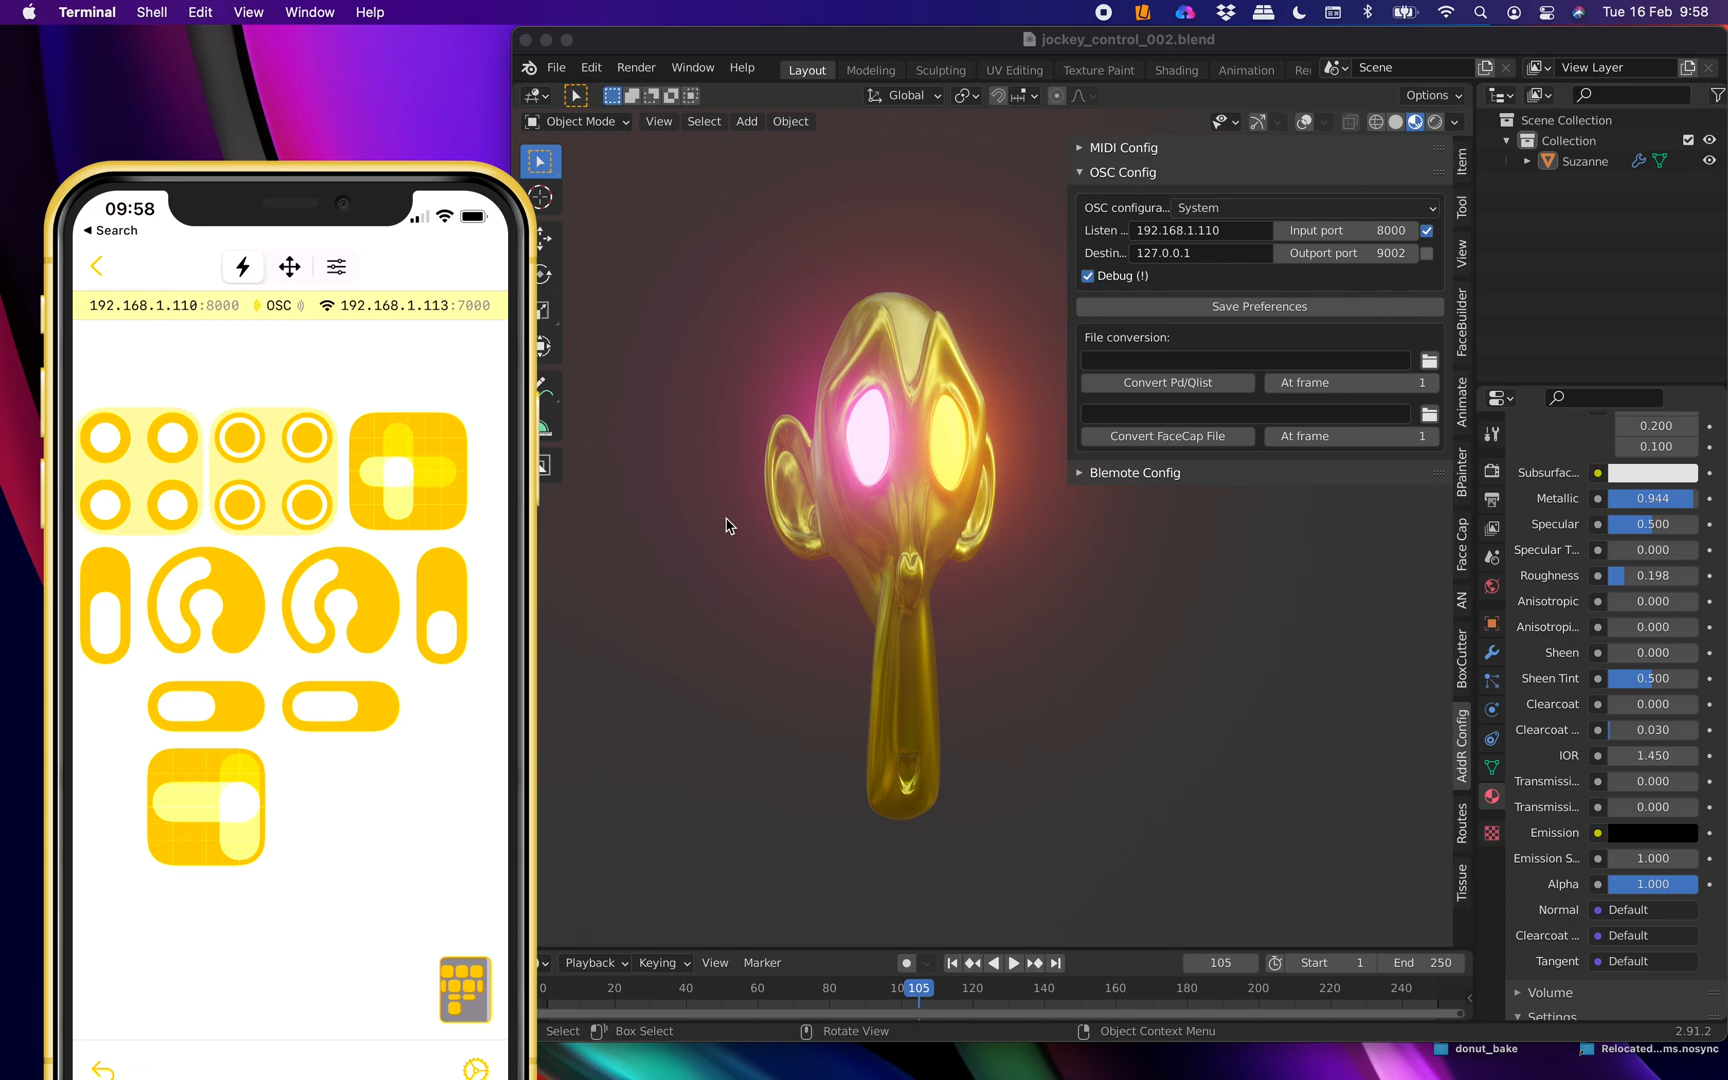 Terminal Shell Edit View Window Help
Tue 16 Feb 9:58
jockey_control_002.blend
File Edit Render Window Help
Layout Modeling Sculpting UV Editing Texture Paint Shading Animation Re
Scene
View Layer
Global
Options
Object Mode View Select Add Object
Scene Collection
Collection
Suzanne
MIDI Config
OSC Config
OSC configura... System
Listen ... 192.168.1.110 Input port 8000
Destin... 127.0.0.1 Outport port 9002
Debug (!)
Save Preferences
File conversion:
Convert Pd/Qlist At frame 1
Convert FaceCap File At frame 1
Blemote Config
Item
Tool
View
FaceBuilder
Animate
BPainter
Face Cap
AN
BoxCutter
AddR Config
Routes
Tissue
09:58
Search
192.168.1.110:8000 OSC 192.168.1.113:7000
0.200
0.100
Subsurfac...
Metallic 0.944
Specular 0.500
Specular T... 0.000
Roughness 0.198
Anisotropic 0.000
Anisotropi... 0.000
Sheen 0.000
Sheen Tint 0.500
Clearcoat 0.000
Clearcoat ... 0.030
IOR 1.450
Transmissi... 0.000
Transmissi... 0.000
Emission
Emission S... 1.000
Alpha 1.000
Normal Default
Clearcoat ... Default
Tangent Default
Volume
Settings
Playback Keying View Marker
105 Start 1 End 250
0 20 40 60 80 10 105 120 140 160 180 200 220 240
Select Box Select Rotate View Object Context Menu 2.91.2
donut_bake Relocated...ms.nosync